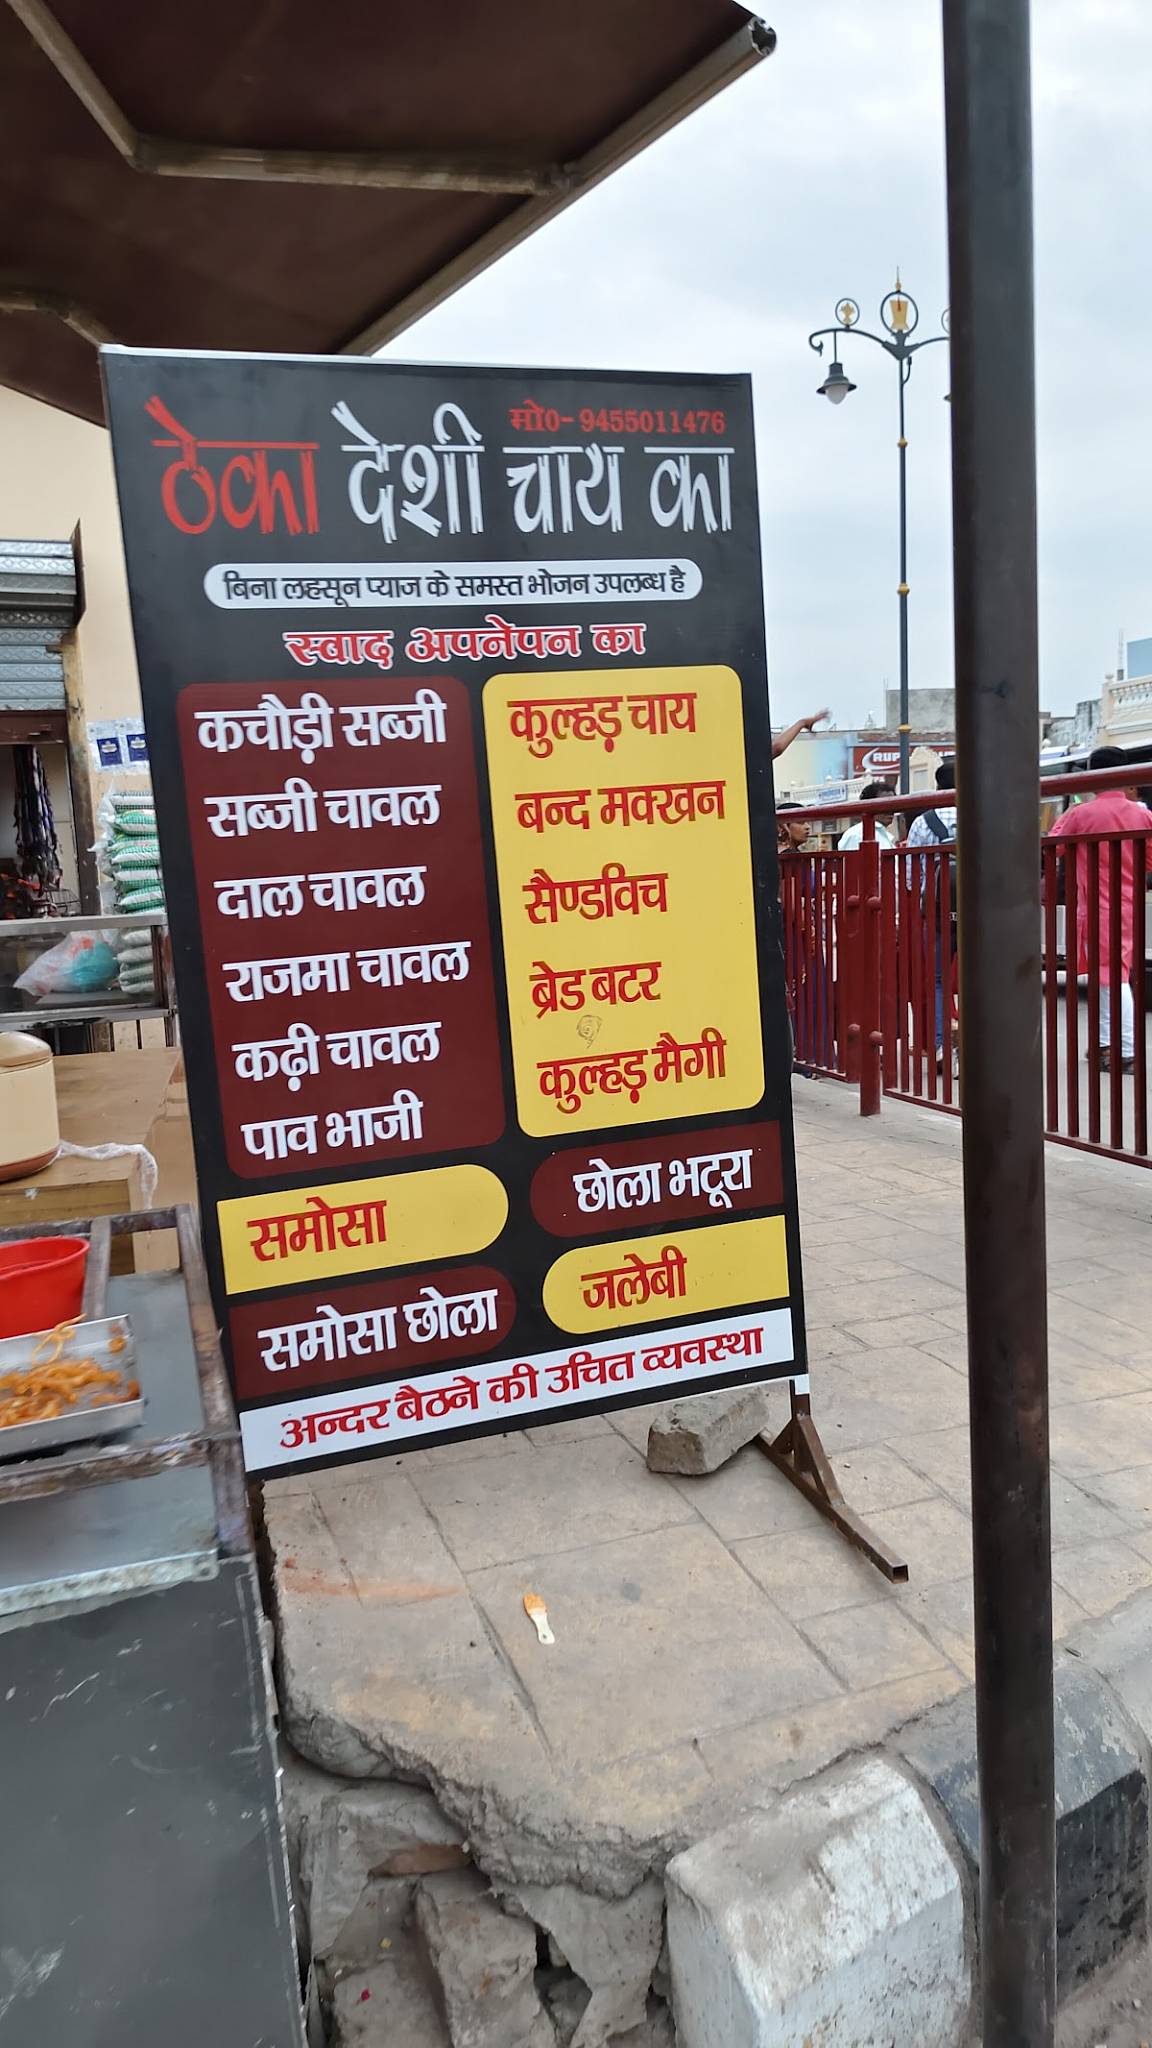 मो0- 9455011476
ठेका देशी चाय का
बिना लहसून प्याज के समस्त भोजन उपलब्ध है
स्वाद अपनेपन का
कचौड़ी सब्जी
सब्जी चावल
दाल चावल
राजमा चावल
कढ़ी चावल
पाव भाजी
कुल्हड़ चाय
बन्द मक्खन
सैण्डविच
ब्रेड बटर
कुल्हड़ मैगी
समोसा
छोला भटूरा
समोसा छोला
जलेबी
अन्दर बैठने की उचित व्यवस्था